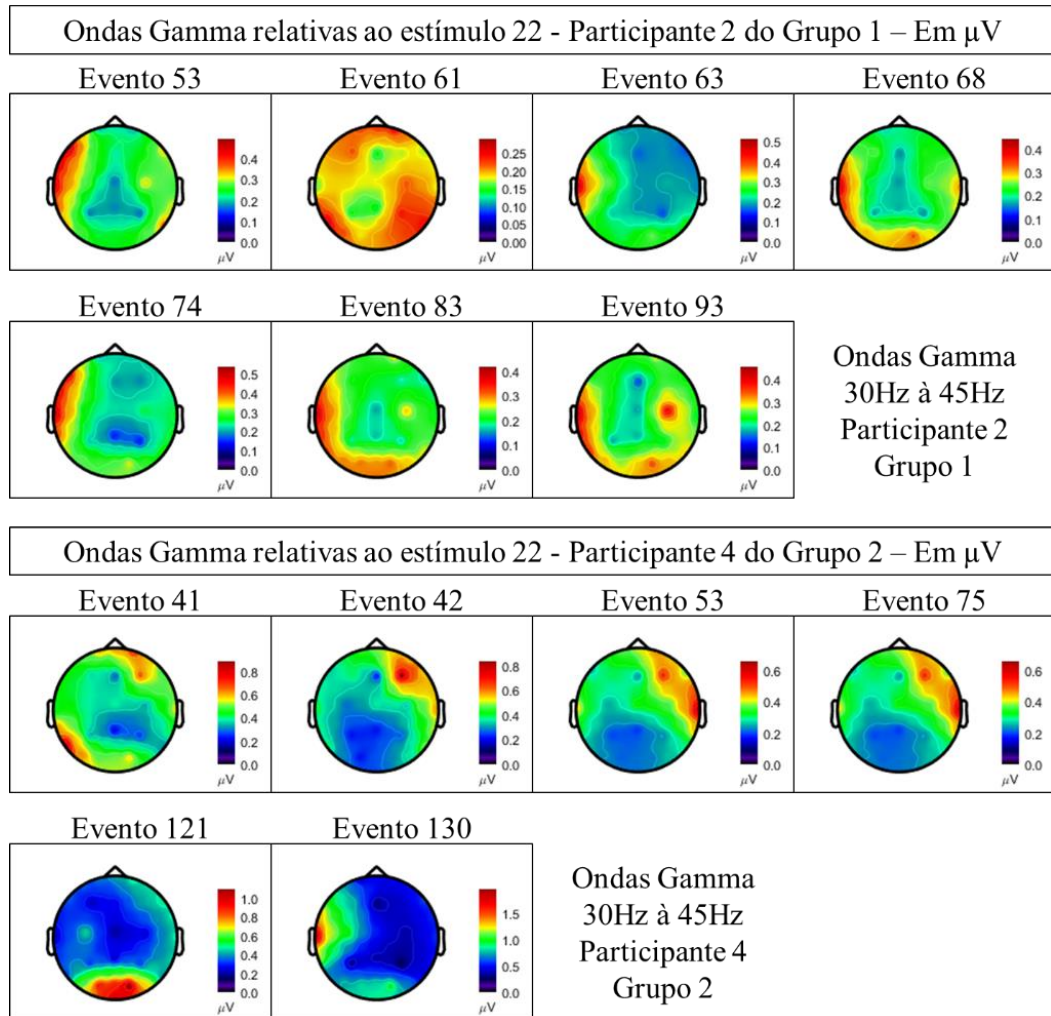 Ondas Gamma relativas ao estímulo 22 - Participante 2 do Grupo 1 – Em μV
Evento 53
Evento 61
Evento 63
Evento 68
0.4
0.3
0.2
0.1
0.0
μV
0.25
0.20
0.15
0.10
0.05
0.00
μV
0.5
0.4
0.3
0.2
0.1
0.0
μV
0.4
0.3
0.2
0.1
0.0
μV
Evento 74
Evento 83
Evento 93
0.5
0.4
0.3
0.2
0.1
0.0
μV
0.4
0.3
0.2
0.1
0.0
μV
0.4
0.3
0.2
0.1
0.0
μV
Ondas Gamma
30Hz à 45Hz
Participante 2
Grupo 1
Ondas Gamma relativas ao estímulo 22 - Participante 4 do Grupo 2 – Em μV
Evento 41
Evento 42
Evento 53
Evento 75
0.8
0.6
0.4
0.2
0.0
μV
0.8
0.6
0.4
0.2
0.0
μV
0.6
0.4
0.2
0.0
μV
0.6
0.4
0.2
0.0
μV
Evento 121
Evento 130
1.0
0.8
0.6
0.4
0.2
0.0
μV
1.5
1.0
0.5
0.0
μV
Ondas Gamma
30Hz à 45Hz
Participante 4
Grupo 2